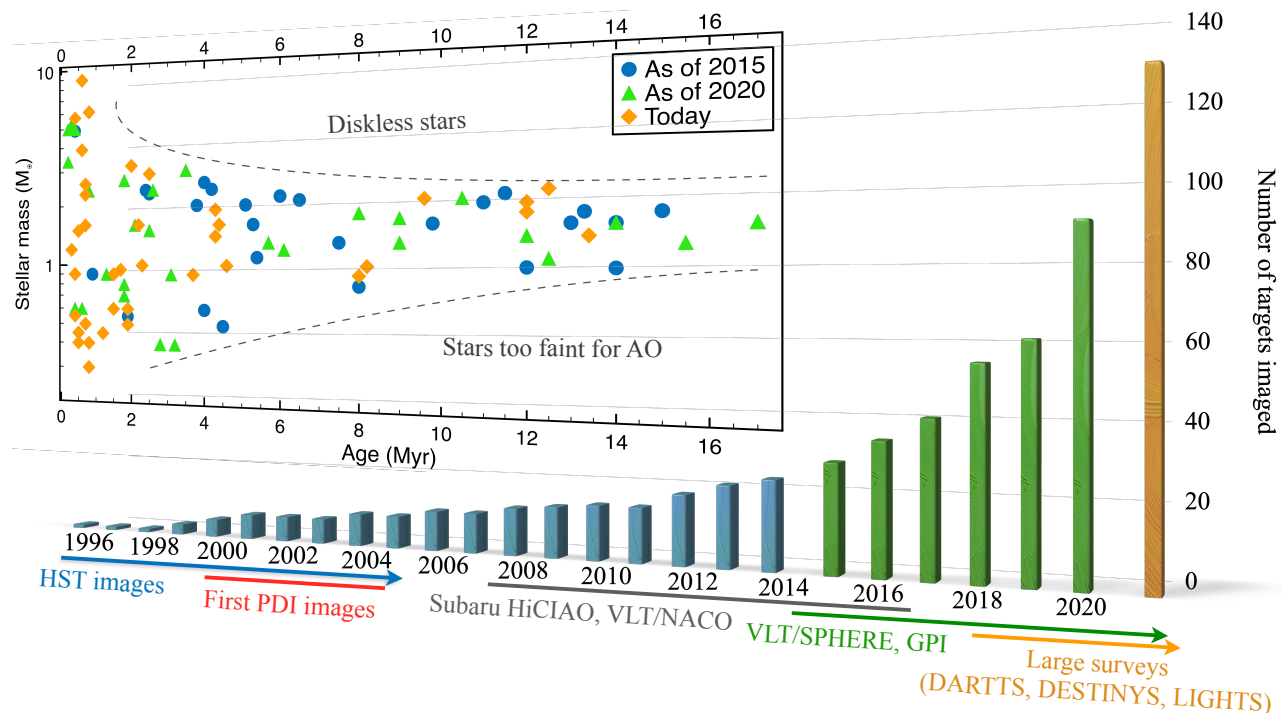 0 2 4 6 8 10 12 14 16
10
1
Stellar mass (M⊕)
As of 2015
As of 2020
Today
Diskless stars
Stars too faint for AO
0 2 4 6 8 10 12 14 16
Age (Myr)
140
120
100
80
60
40
20
0
Number of targets imaged
1996 1998 2000 2002 2004 2006 2008 2010 2012 2014 2016 2018 2020
HST images
First PDI images
Subaru HiCIAO, VLT/NACO
VLT/SPHERE, GPI
Large surveys
(DARTTS, DESTINYS, LIGHTS)